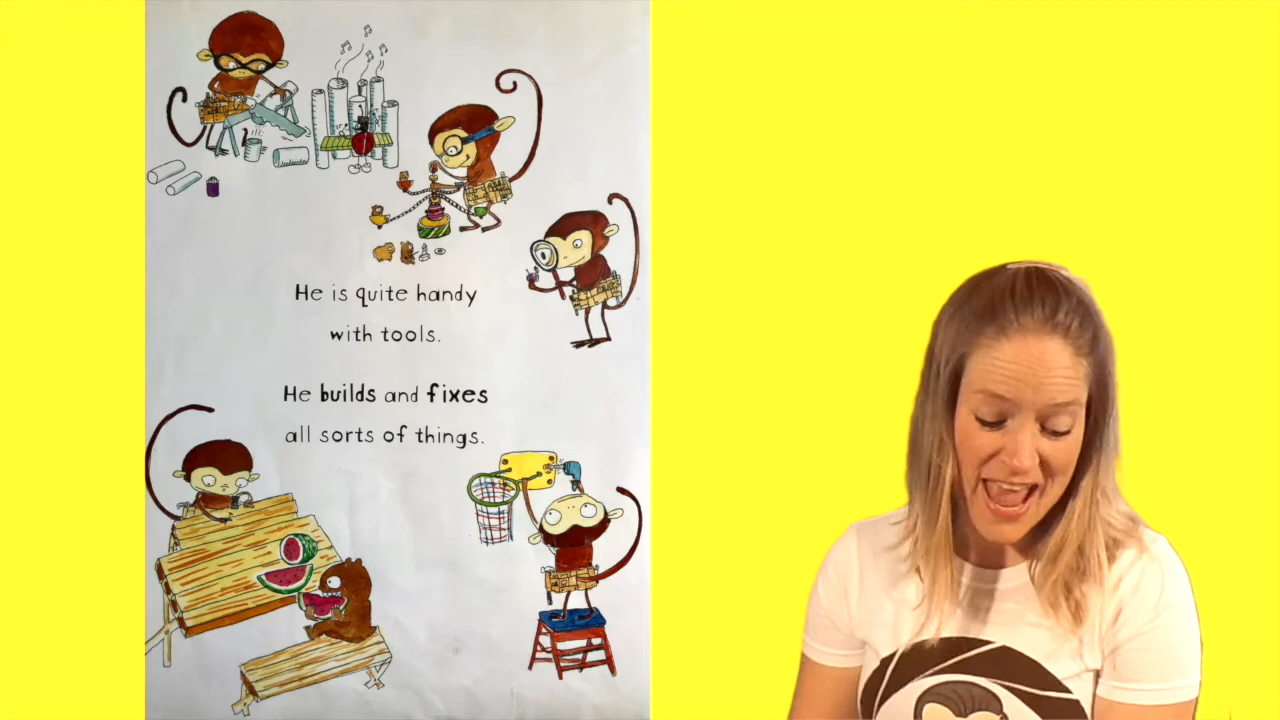 He is quite handy
with tools.
He builds and fixes
all sorts of things.